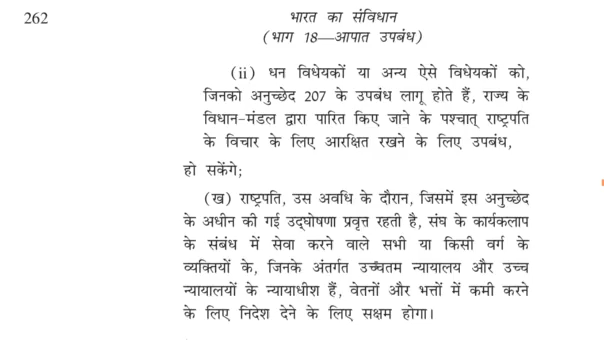 262
भारत का संविधान
(भाग 18—आपात उपबंध)
(ii) धन विधेयकों या अन्य ऐसे विधेयकों को,
जिनको अनुच्छेद 207 के उपबंध लागू होते हैं, राज्य के
विधान-मंडल द्वारा पारित किए जाने के पश्चात् राष्ट्रपति
के विचार के लिए आरक्षित रखने के लिए उपबंध,
हो सकेंगे;
(ख) राष्ट्रपति, उस अवधि के दौरान, जिसमें इस अनुच्छेद
के अधीन की गई उद्घोषणा प्रवृत्त रहती है, संघ के कार्यकलाप
के संबंध में सेवा करने वाले सभी या किसी वर्ग के
व्यक्तियों के, जिनके अंतर्गत उच्चतम न्यायालय और उच्च
न्यायालयों के न्यायाधीश हैं, वेतनों और भत्तों में कमी करने
के लिए निदेश देने के लिए सक्षम होगा।